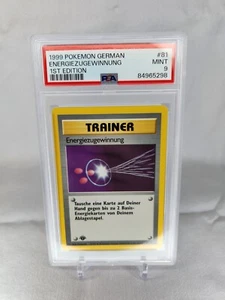 1999 POKEMON GERMAN #81
ENERGIEZUGEWINNUNG MINT
1ST EDITION PSA 9
84965298
TRAINER
Energiezugewinnung
Tausche eine Karte auf Deiner
Hand gegen bis zu 2 Basis-
Energiekarten von Deinem
Ablagestapel.